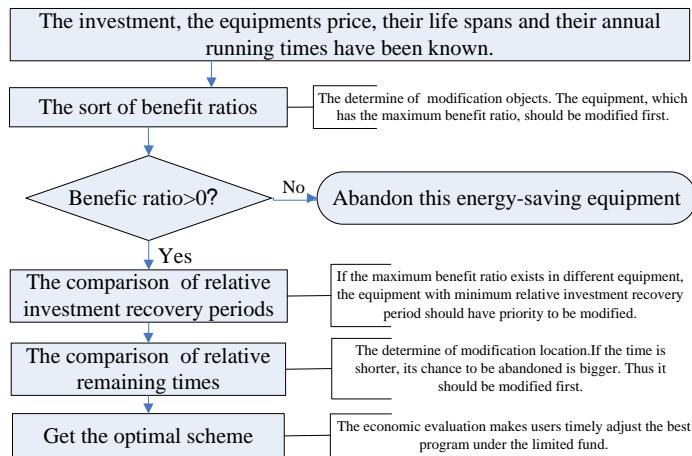 The investment, the equipments price, their life spans and their annual
running times have been known.
The sort of benefit ratios
The determine of modification objects. The equipment, which
has the maximum benefit ratio, should be modified first.
Benefic ratio>0?
No
Abandon this energy-saving equipment
Yes
The comparison of relative
investment recovery periods
If the maximum benefit ratio exists in different equipment,
the equipment with minimum relative investment recovery
period should have priority to be modified.
The comparison of relative
remaining times
The determine of modification location.If the time is
shorter, its chance to be abandoned is bigger. Thus it
should be modified first.
Get the optimal scheme
The economic evaluation makes users timely adjust the best
program under the limited fund.